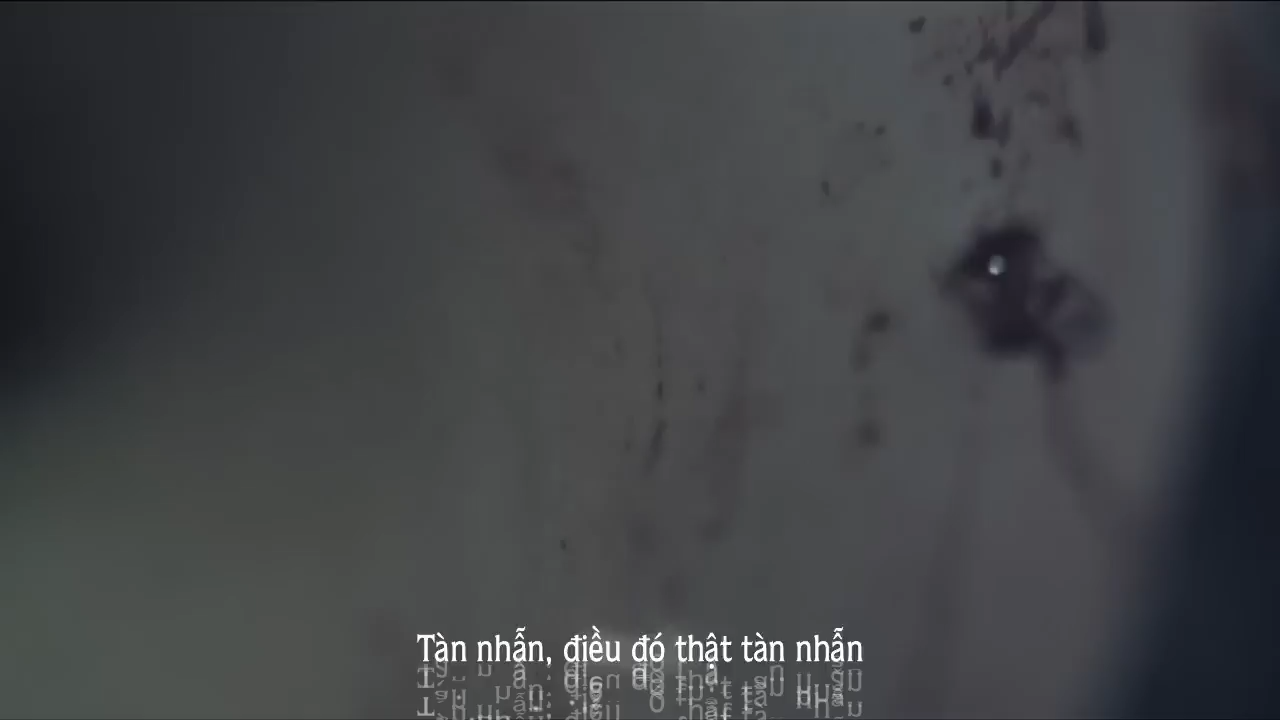 Tàn nhẫn, điều đó thật tàn nhẫn